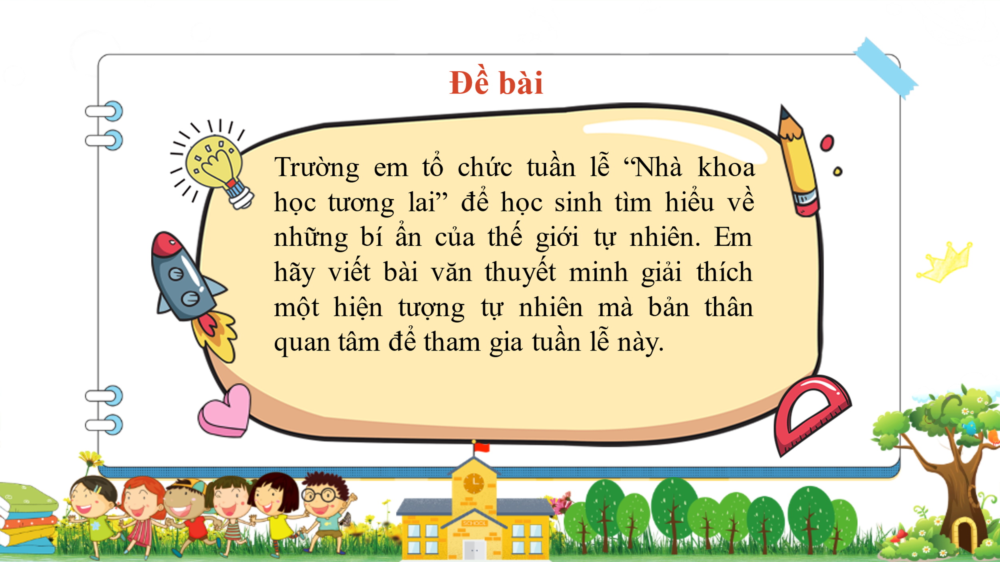 Đề bài
Trường em tổ chức tuần lễ “Nhà khoa
học tương lai” để học sinh tìm hiểu về
những bí ẩn của thế giới tự nhiên. Em
hãy viết bài văn thuyết minh giải thích
một hiện tượng tự nhiên mà bản thân
quan tâm để tham gia tuần lễ này.
SCHOOL